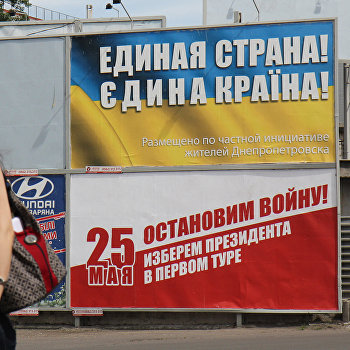 ЕДИНАЯ СТРАНА!
ЄДИНА КРАЇНА!
Размещено по частной инициативе
жителей Днепропетровска
HYUNDAI
25
МАЯ
ОСТАНОВИМ ВОЙНУ!
ИЗБЕРЕМ ПРЕЗИДЕНТА
В ПЕРВОМ ТУРЕ